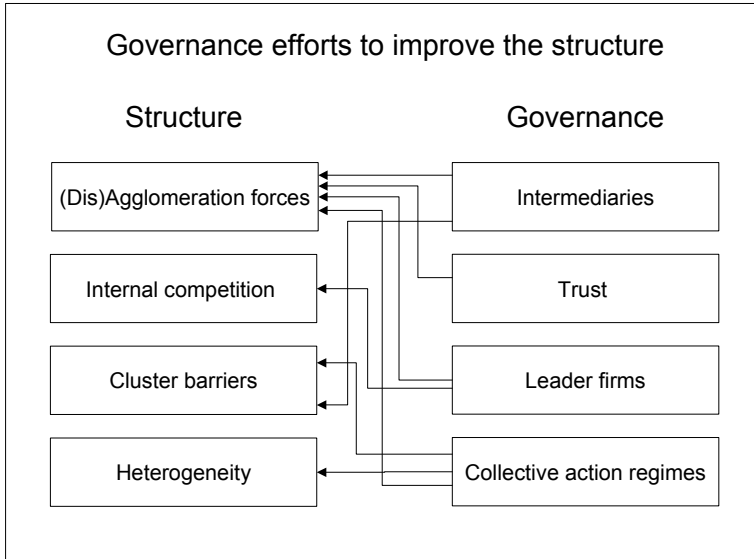 Governance efforts to improve the structure
Structure
Governance
(Dis)Agglomeration forces
Intermediaries
Internal competition
Trust
Cluster barriers
Leader firms
Heterogeneity
Collective action regimes